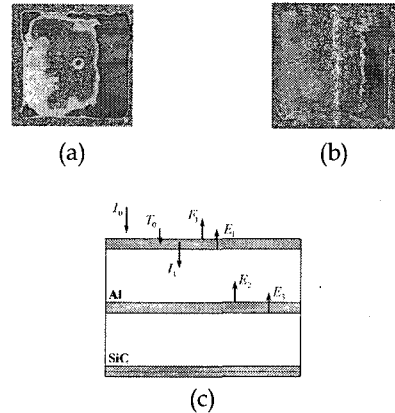 (a) (b)
I₀ T₀ F₁ E₁
I₁
Al E₂ E₃
SiC
(c)